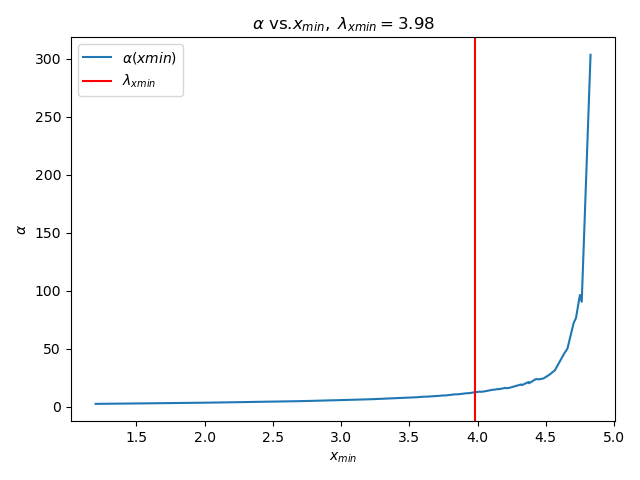 α vs.x_min, λ_xmin = 3.98
α(xmin)
λ_xmin
300
250
200
150
100
50
0
α
1.5 2.0 2.5 3.0 3.5 4.0 4.5 5.0
x_min